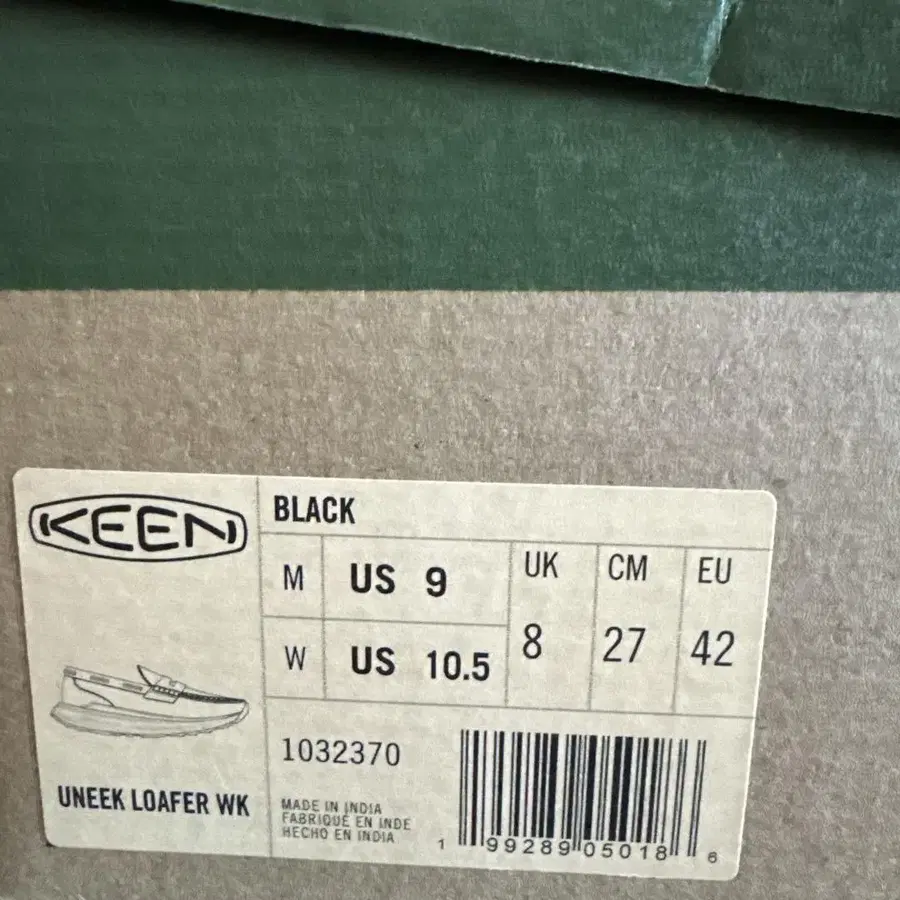 KEEN
BLACK
M US 9
W US 10.5
UK CM EU
8 27 42
UNEEK LOAFER WK
1032370
MADE IN INDIA
FABRIQUÉ EN INDE
HECHO EN INDIA
1 99289 05018 6